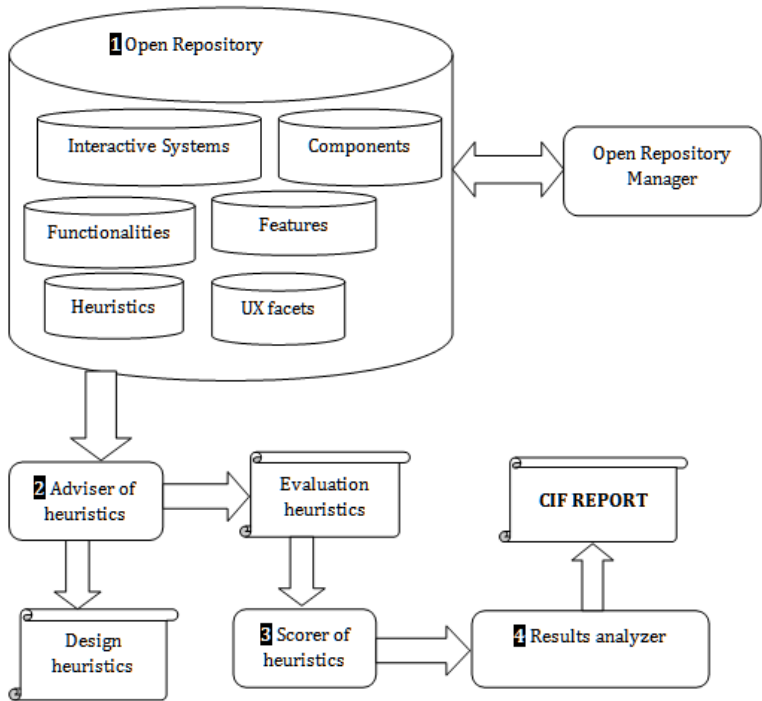 1 Open Repository
Interactive Systems
Components
Open Repository
Manager
Functionalities
Features
Heuristics
UX facets
2 Adviser of
heuristics
Evaluation
heuristics
CIF REPORT
Design
heuristics
3 Scorer of
heuristics
4 Results analyzer